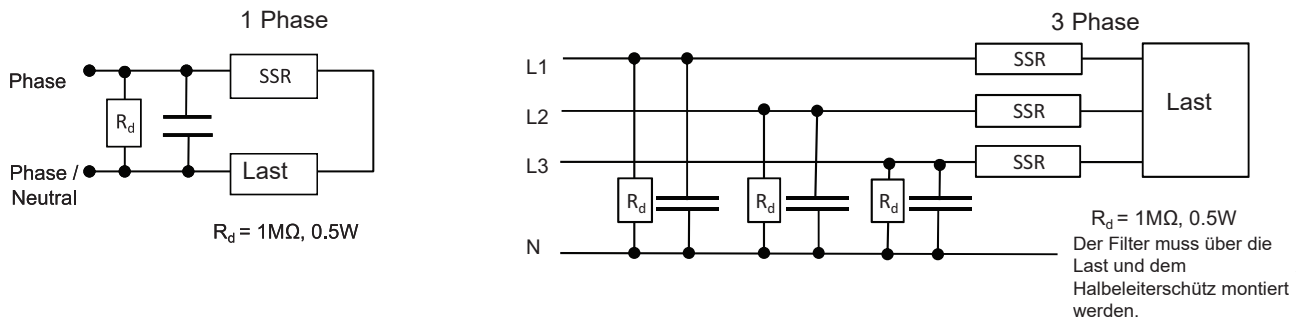 1 Phase
Phase
SSR
R_d
Phase /
Neutral
Last
R_d = 1MΩ, 0.5W
3 Phase
L1
SSR
Last
L2
SSR
L3
SSR
R_d
R_d
R_d
N
R_d = 1MΩ, 0.5W
Der Filter muss über die
Last und dem
Halbeleiterschütz montiert
werden.